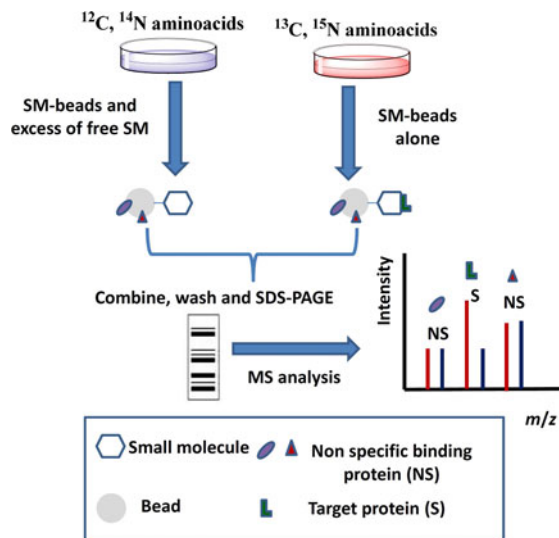 ¹²C, ¹⁴N aminoacids
¹³C, ¹⁵N aminoacids
SM-beads and
excess of free SM
SM-beads
alone
Combine, wash and SDS-PAGE
MS analysis
Intensity
NS
S
NS
m/z
Small molecule
Non specific binding
protein (NS)
Bead
Target protein (S)